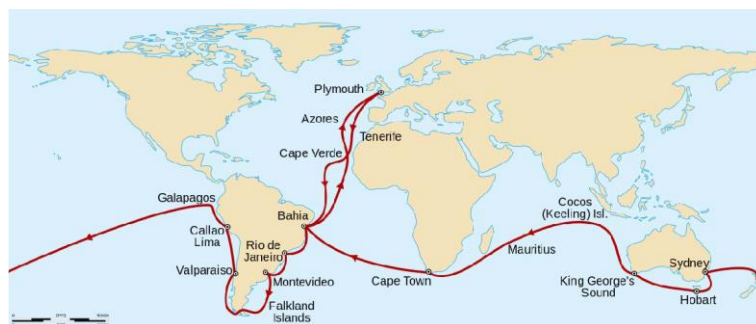 Plymouth
Azores
Tenerife
Cape Verde
Galapagos
Bahia
Callao
Lima
Rio de
Janeiro
Valparaiso
Montevideo
Falkland
Islands
Cape Town
Mauritius
Cocos
(Keeling) Isl.
King George's
Sound
Sydney
Hobart